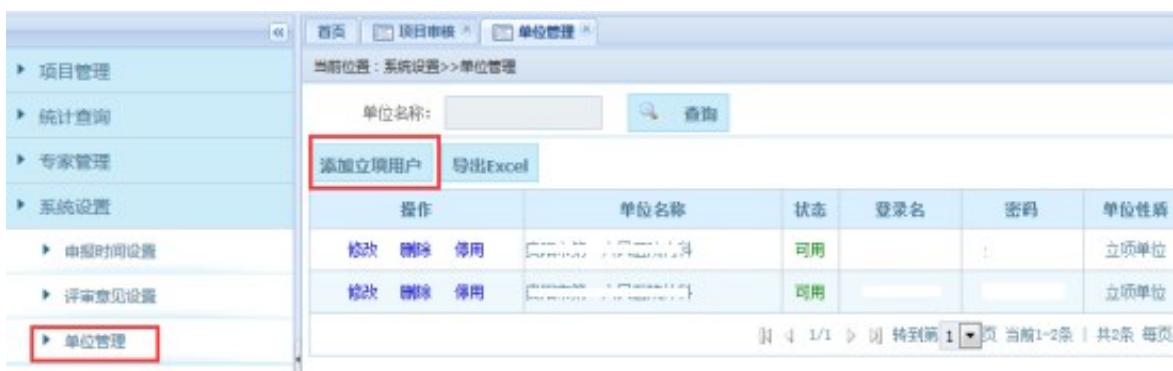 首页 项目审核 单位管理
当前位置：系统设置>>单位管理
项目管理
统计查询
专家管理
系统设置
申报时间设置
评审意见设置
单位管理
单位名称： 查询
添加立项用户 导出Excel
操作 单位名称 状态 登录名 密码 单位性质
修改 删除 停用 可用 立项单位
修改 删除 停用 可用 立项单位
1/1 转到第 1 页 当前1-2条 | 共2条 每页